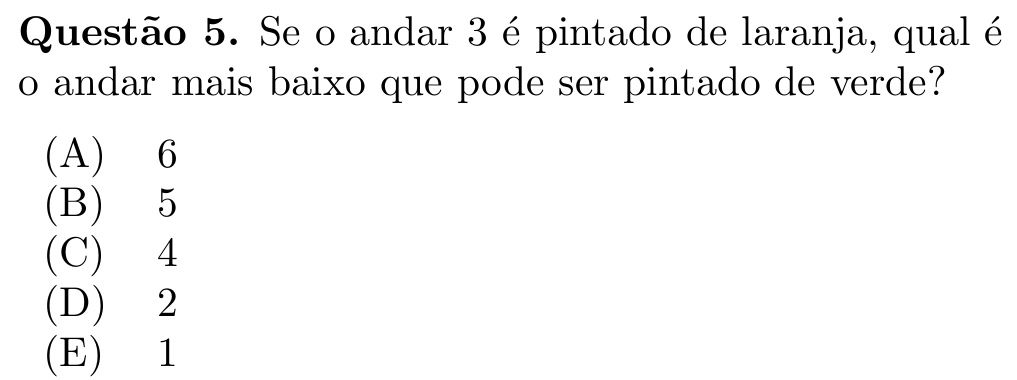 Questão 5. Se o andar 3 é pintado de laranja, qual é
o andar mais baixo que pode ser pintado de verde?
(A) 6
(B) 5
(C) 4
(D) 2
(E) 1